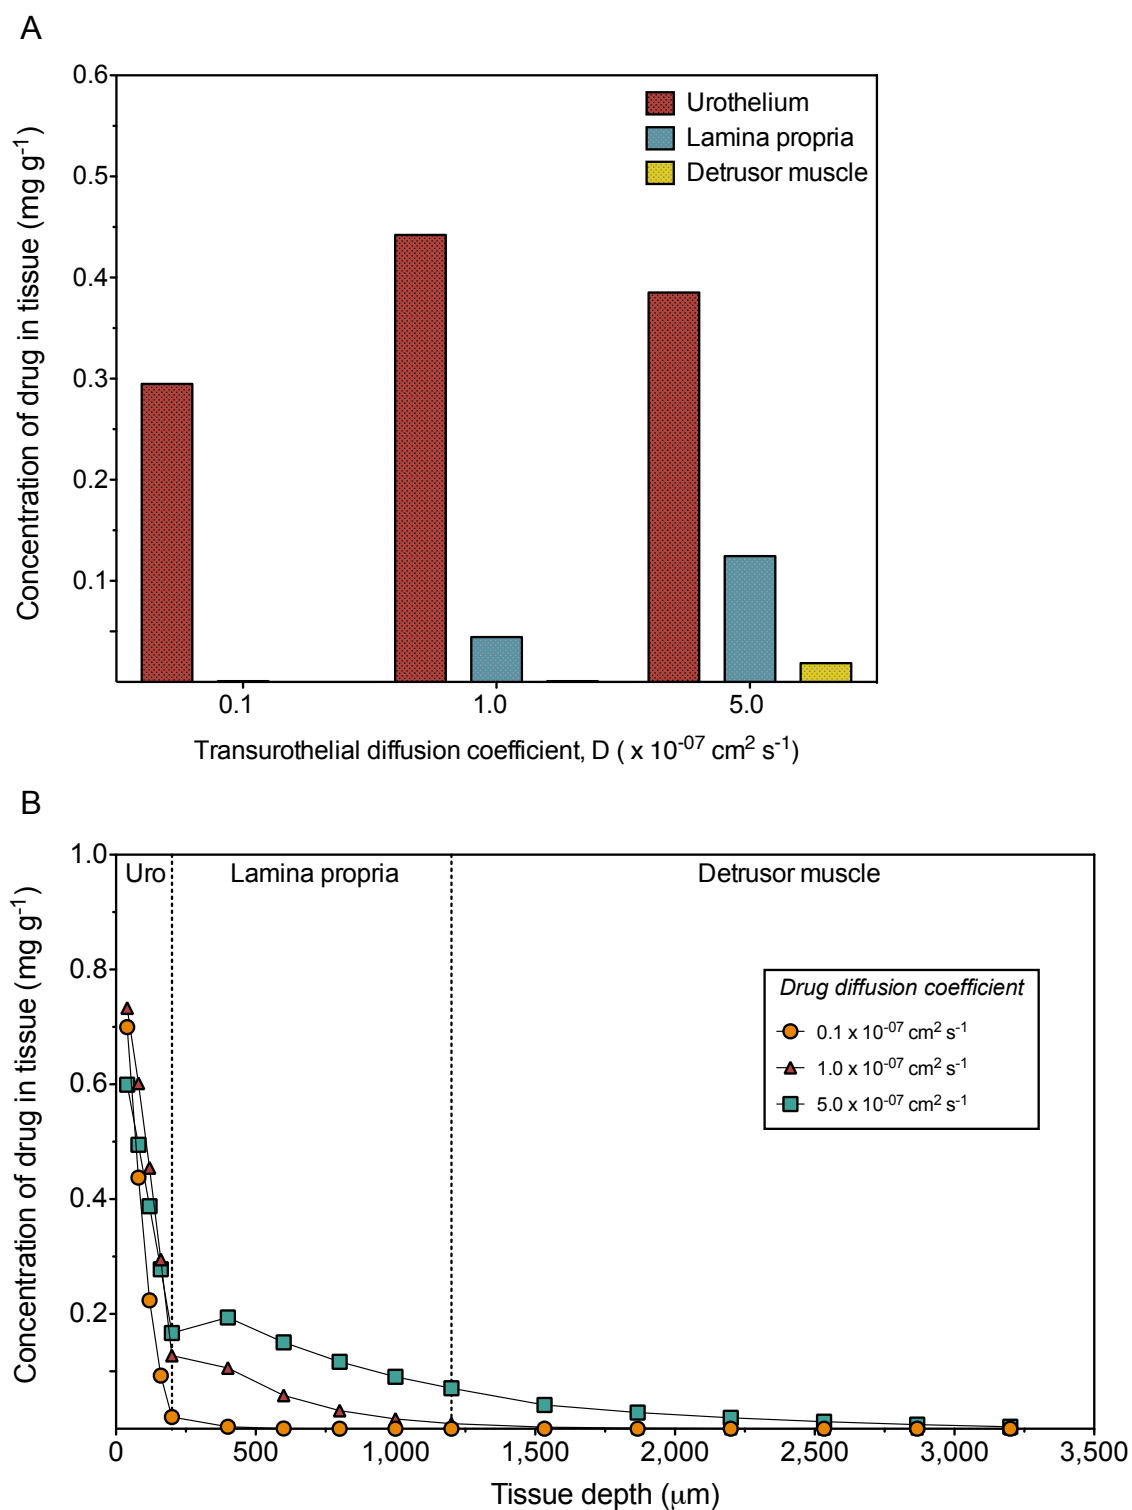 A
Concentration of drug in tissue (mg g⁻¹)
0.6
0.5
0.4
0.3
0.2
0.1
Urothelium
Lamina propria
Detrusor muscle
0.1 1.0 5.0
Transurothelial diffusion coefficient, D ( x 10⁻⁰⁷ cm² s⁻¹)
B
Concentration of drug in tissue (mg g⁻¹)
1.0
0.8
0.6
0.4
0.2
Uro Lamina propria Detrusor muscle
Drug diffusion coefficient
0.1 x 10⁻⁰⁷ cm² s⁻¹
1.0 x 10⁻⁰⁷ cm² s⁻¹
5.0 x 10⁻⁰⁷ cm² s⁻¹
0 500 1,000 1,500 2,000 2,500 3,000 3,500
Tissue depth (μm)